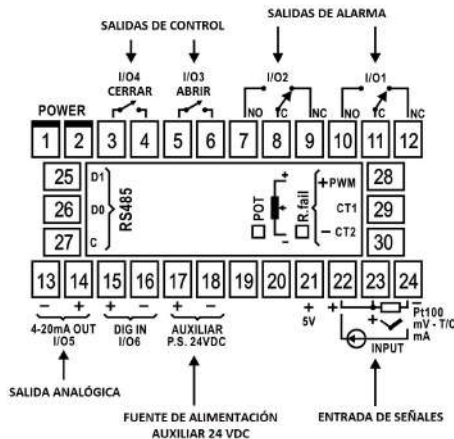 SALIDAS DE CONTROL
SALIDAS DE ALARMA
I/O4
CERRAR
I/O3
ABRIR
I/O2
I/O1
POWER
NO
C
NC
NO
C
NC
1
2
3
4
5
6
7
8
9
10
11
12
25
D1
26
D0
27
C
RS485
POT
+
-
R.fail
+PWM
CT1
- CT2
28
29
30
13
14
15
16
17
18
19
20
21
22
23
24
- +
4-20mA OUT
I/O5
+ -
DIG IN
I/O6
+ -
AUXILIAR
P.S. 24VDC
+
5V
+
+
-
Pt100
mV - T/C
mA
INPUT
SALIDA ANALÓGICA
FUENTE DE ALIMENTACIÓN
AUXILIAR 24 VDC
ENTRADA DE SEÑALES